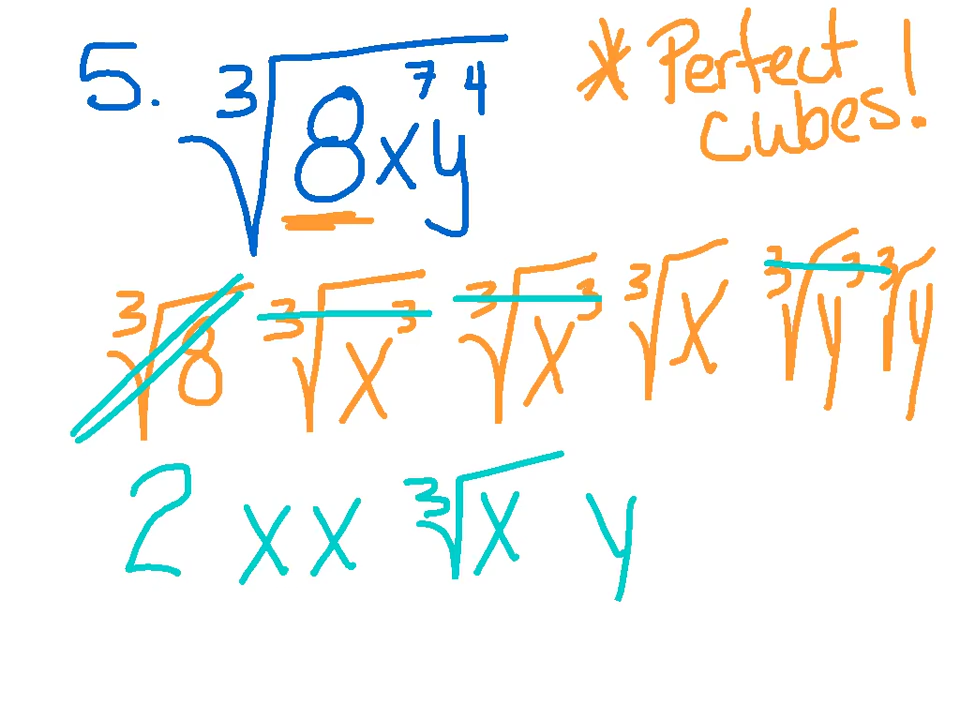 5. ∛(8x⁷y⁴) * Perfect cubes!
∛8 ∛x³ ∛x³ ∛x ∛y³ ∛y
2 x x ∛x y